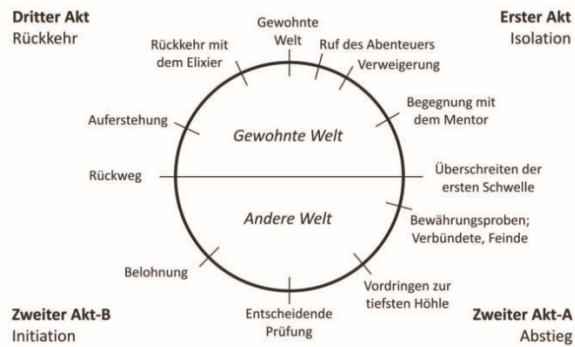 Dritter Akt
Rückkehr
Erster Akt
Isolation
Gewohnte
Welt
Ruf des Abenteuers
Verweigerung
Begegnung mit
dem Mentor
Überschreiten der
ersten Schwelle
Bewährungsproben;
Verbündete, Feinde
Vordringen zur
tiefsten Höhle
Entscheidende
Prüfung
Belohnung
Rückweg
Auferstehung
Rückkehr mit
dem Elixier
Gewohnte Welt
Andere Welt
Zweiter Akt-B
Initiation
Zweiter Akt-A
Abstieg